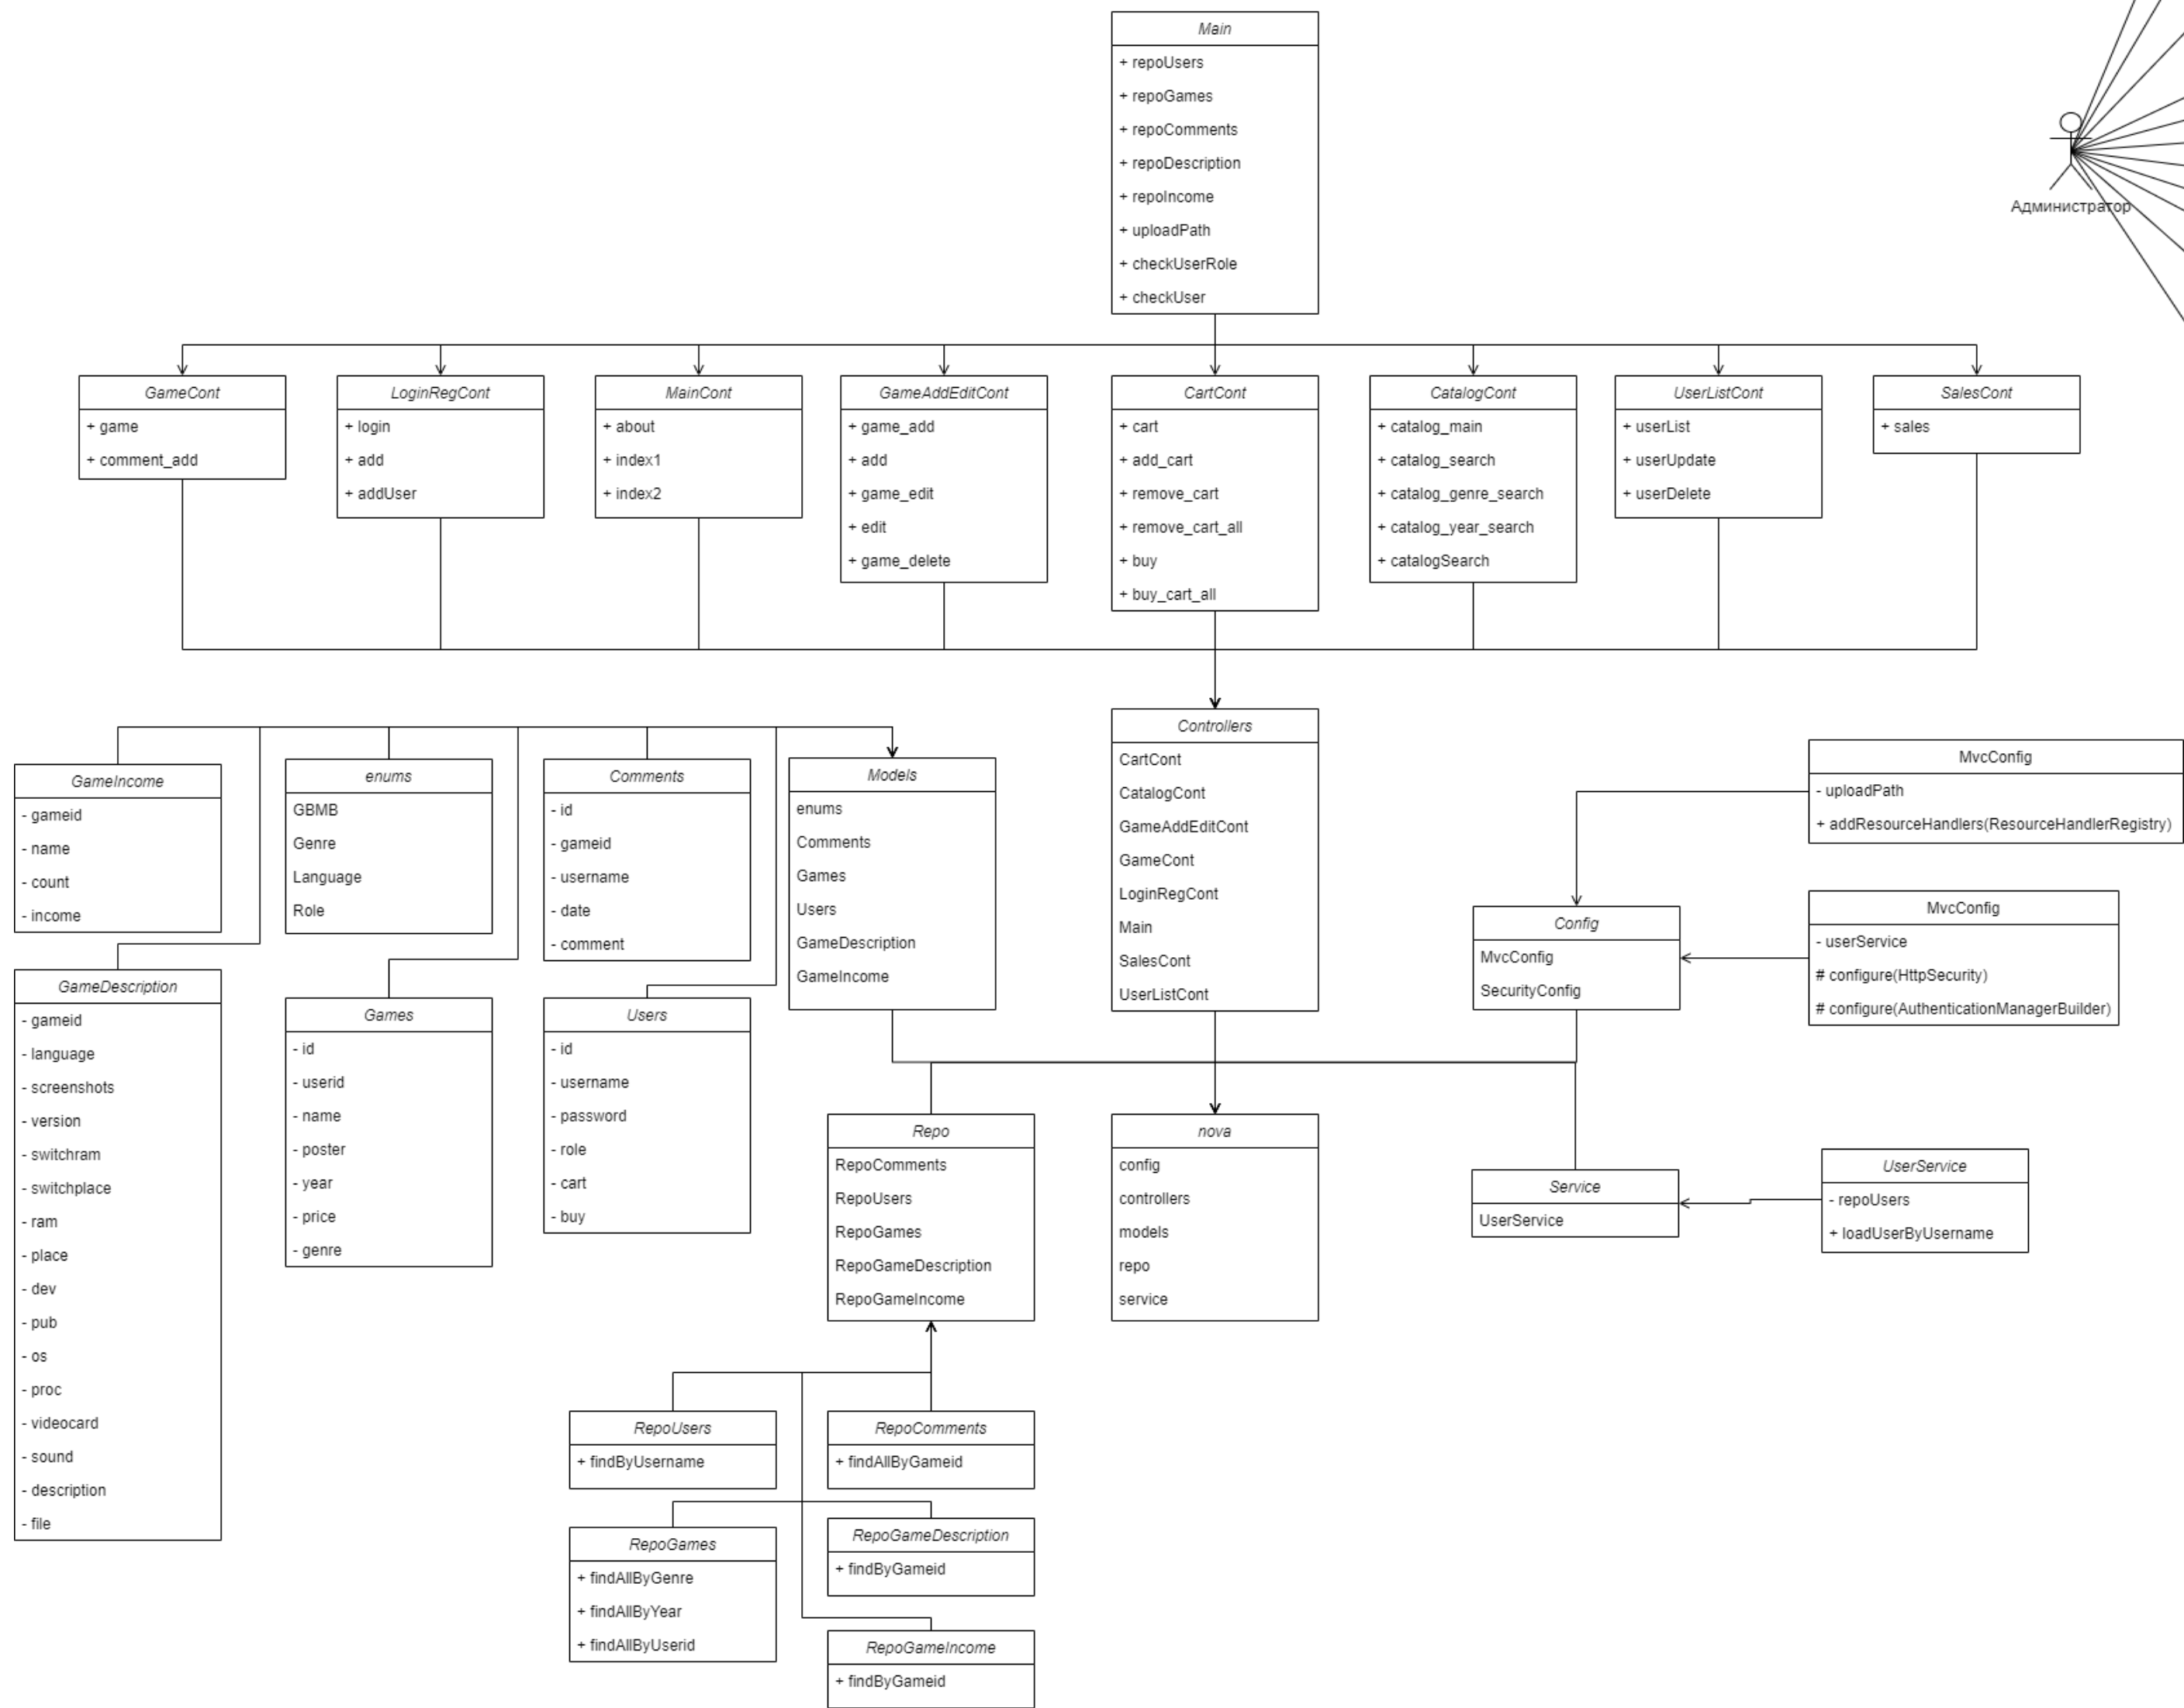 Main
+ repoUsers
+ repoGames
+ repoComments
+ repoDescription
+ repoIncome
+ uploadPath
+ checkUserRole
+ checkUser
Администратор
GameCont
+ game
+ comment_add
LoginRegCont
+ login
+ add
+ addUser
MainCont
+ about
+ index1
+ index2
GameAddEditCont
+ game_add
+ add
+ game_edit
+ edit
+ game_delete
CartCont
+ cart
+ add_cart
+ remove_cart
+ remove_cart_all
+ buy
+ buy_cart_all
CatalogCont
+ catalog_main
+ catalog_search
+ catalog_genre_search
+ catalog_year_search
+ catalogSearch
UserListCont
+ userList
+ userUpdate
+ userDelete
SalesCont
+ sales
GameIncome
- gameid
- name
- count
- income
enums
GBMB
Genre
Language
Role
Comments
- id
- gameid
- username
- date
- comment
Models
enums
Comments
Games
Users
GameDescription
GameIncome
Controllers
CartCont
CatalogCont
GameAddEditCont
GameCont
LoginRegCont
Main
SalesCont
UserListCont
MvcConfig
- uploadPath
+ addResourceHandlers(ResourceHandlerRegistry)
Config
MvcConfig
SecurityConfig
MvcConfig
- userService
# configure(HttpSecurity)
# configure(AuthenticationManagerBuilder)
GameDescription
- gameid
- language
- screenshots
- version
- switchram
- switchplace
- ram
- place
- dev
- pub
- os
- proc
- videocard
- sound
- description
- file
Games
- id
- userid
- name
- poster
- year
- price
- genre
Users
- id
- username
- password
- role
- cart
- buy
Repo
RepoComments
RepoUsers
RepoGames
RepoGameDescription
RepoGameIncome
nova
config
controllers
models
repo
service
Service
UserService
UserService
- repoUsers
+ loadUserByUsername
RepoUsers
+ findByUsername
RepoComments
+ findAllByGameid
RepoGames
+ findAllByGenre
+ findAllByYear
+ findAllByUserid
RepoGameDescription
+ findByGameid
RepoGameIncome
+ findByGameid